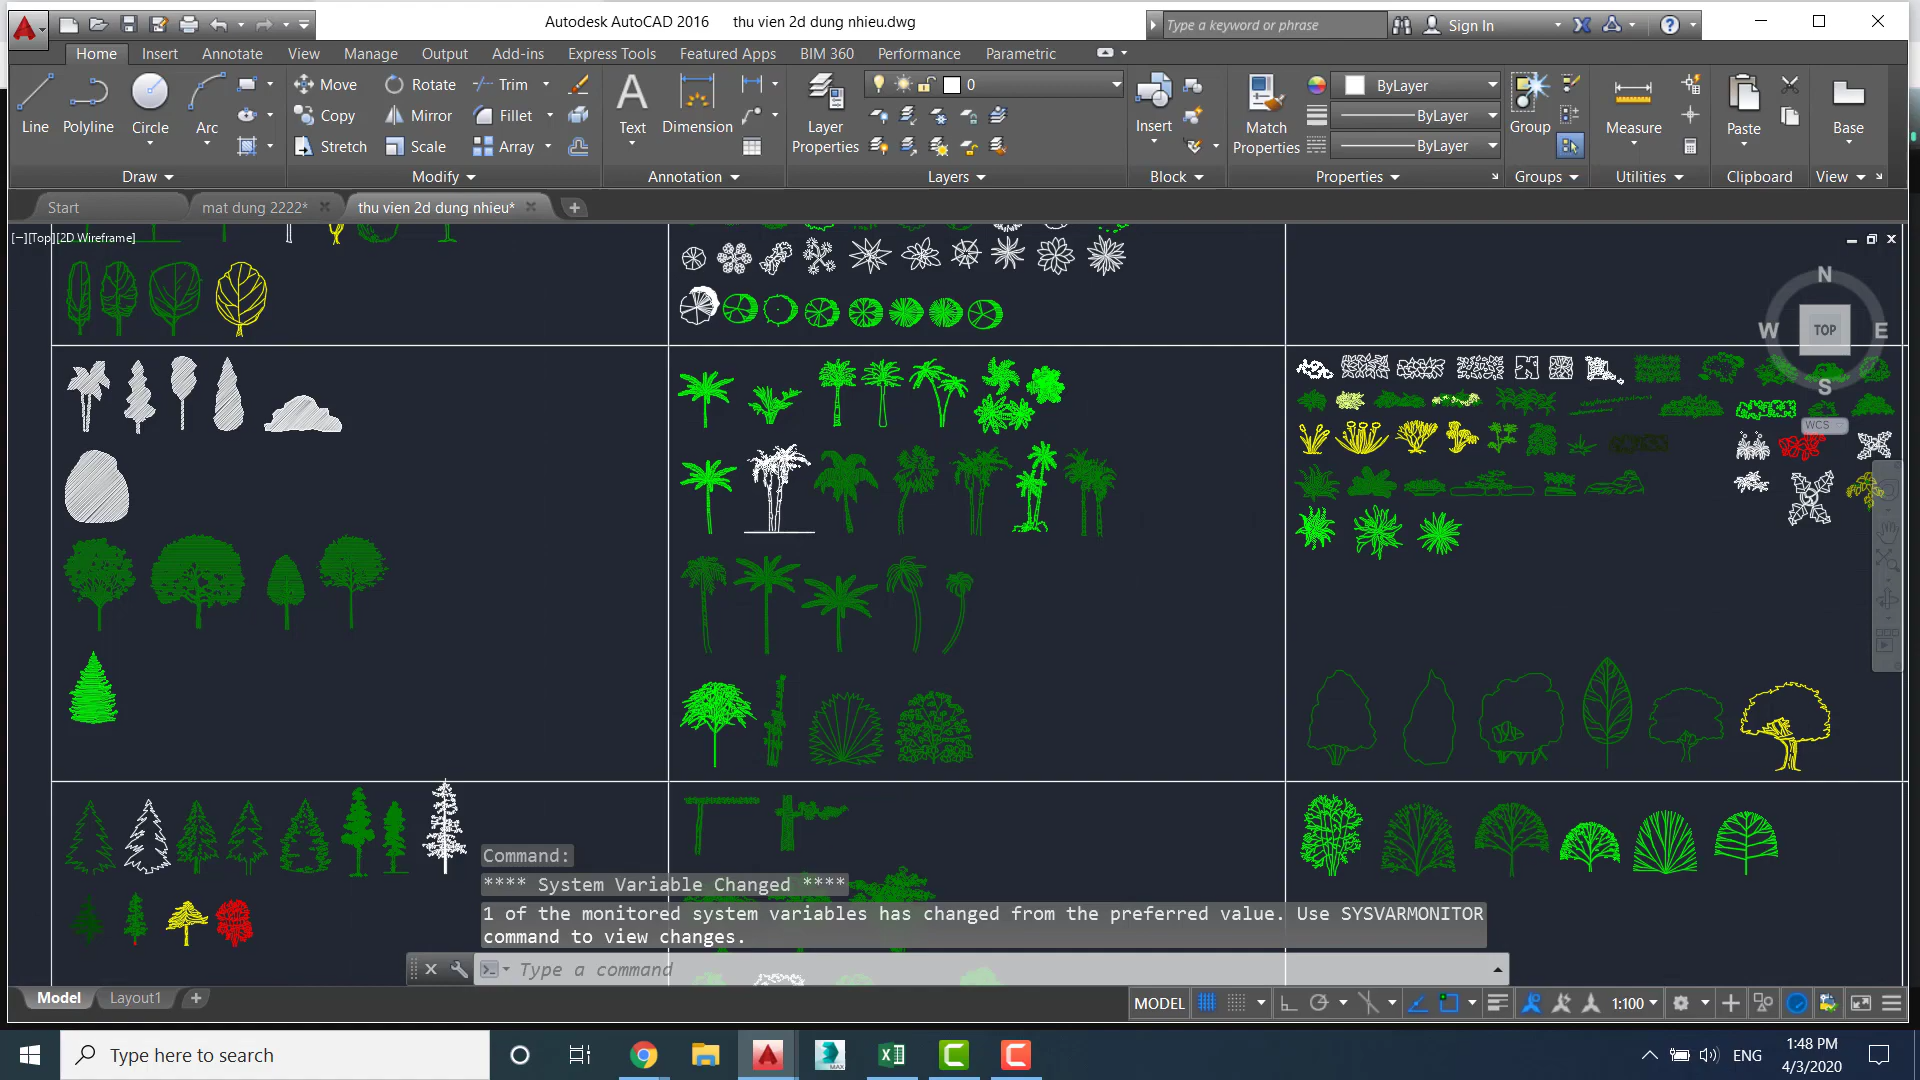 Autodesk AutoCAD 2016 thu vien 2d dung nhieu.dwg
Type a keyword or phrase
Sign In
Home Insert Annotate View Manage Output Add-ins Express Tools Featured Apps BIM 360 Performance Parametric
Line Polyline Circle Arc
Move Rotate Trim
Copy Mirror Fillet
Stretch Scale Array
Text Dimension
Layer Properties
0
Insert
Match Properties
ByLayer
ByLayer
ByLayer
Group
Measure
Paste
Base
Draw Modify Annotation Layers Block Properties Groups Utilities Clipboard View
Start mat dung 2222* thu vien 2d dung nhieu*
[−][Top][2D Wireframe]
N
W TOP E
S
WCS
Command:
**** System Variable Changed ****
1 of the monitored system variables has changed from the preferred value. Use SYSVARMONITOR
command to view changes.
Type a command
Model Layout1
MODEL 1:100
Type here to search
MAX
ENG
1:48 PM
4/3/2020